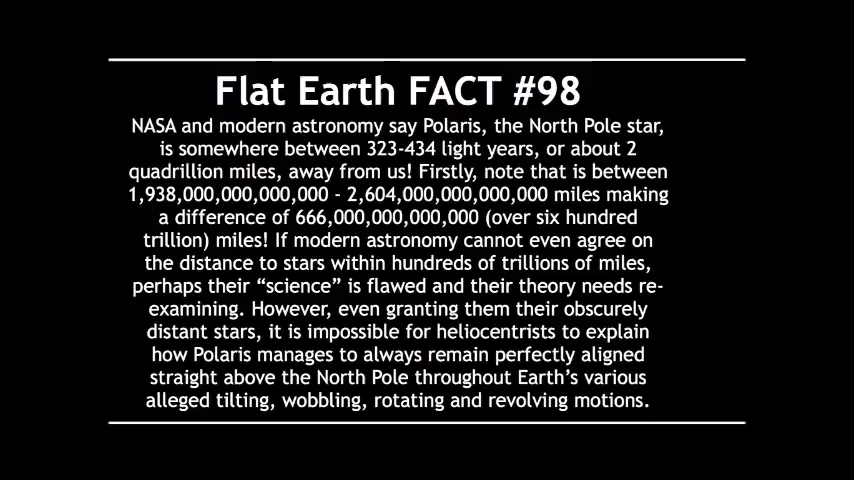 Flat Earth FACT #98
NASA and modern astronomy say Polaris, the North Pole star,
is somewhere between 323-434 light years, or about 2
quadrillion miles, away from us! Firstly, note that is between
1,938,000,000,000,000 - 2,604,000,000,000,000 miles making
a difference of 666,000,000,000,000 (over six hundred
trillion) miles! If modern astronomy cannot even agree on
the distance to stars within hundreds of trillions of miles,
perhaps their “science” is flawed and their theory needs re-
examining. However, even granting them their obscurely
distant stars, it is impossible for heliocentrists to explain
how Polaris manages to always remain perfectly aligned
straight above the North Pole throughout Earth’s various
alleged tilting, wobbling, rotating and revolving motions.